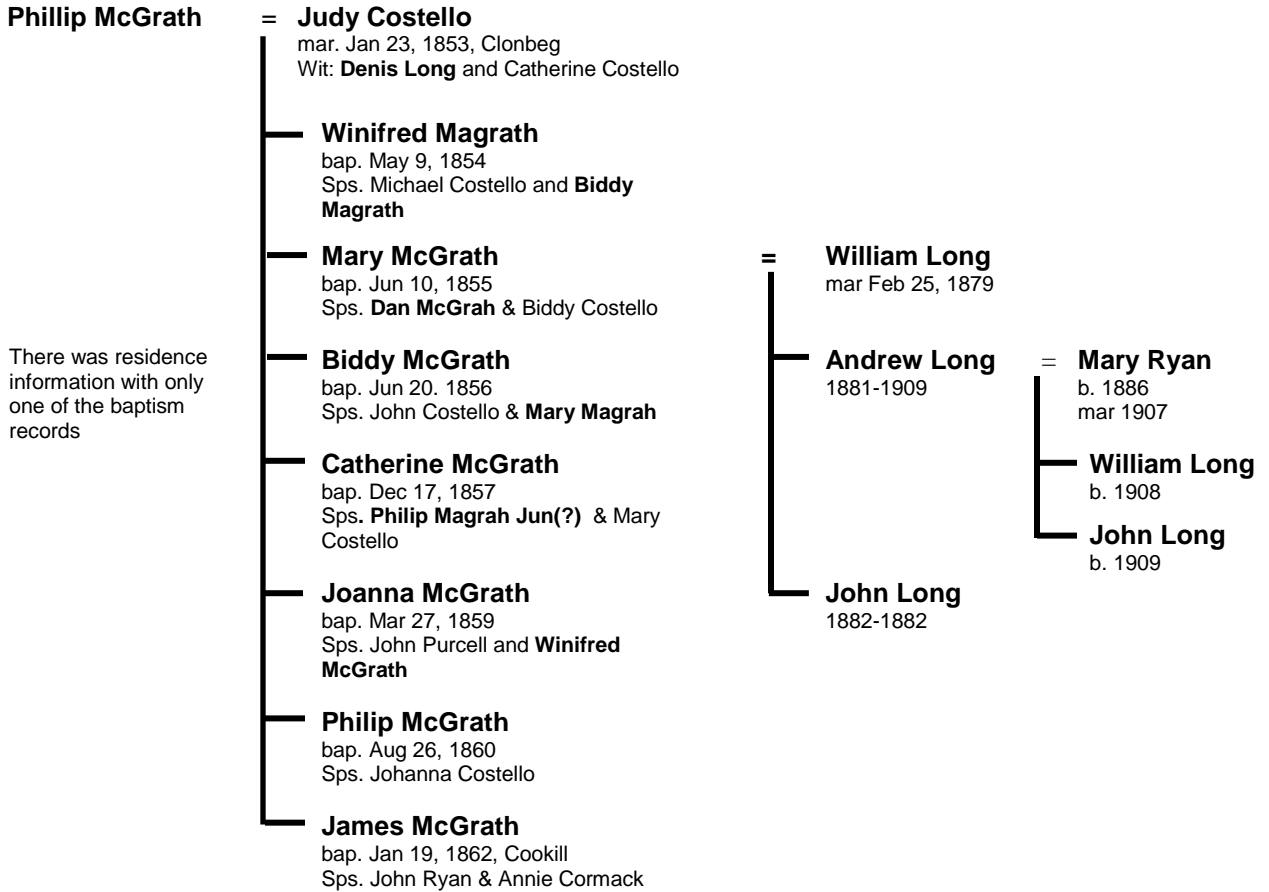 Phillip McGrath = Judy Costello
mar. Jan 23, 1853, Clonbeg
Wit: Denis Long and Catherine Costello
Winifred Magrath
bap. May 9, 1854
Sps. Michael Costello and Biddy
Magrath
Mary McGrath = William Long
bap. Jun 10, 1855
Sps. Dan McGrah & Biddy Costello
mar Feb 25, 1879
There was residence
information with only
one of the baptism
records
Biddy McGrath
bap. Jun 20. 1856
Sps. John Costello & Mary Magrah
Andrew Long = Mary Ryan
1881-1909
b. 1886
mar 1907
Catherine McGrath
bap. Dec 17, 1857
Sps. Philip Magrah Jun(?) & Mary
Costello
William Long
b. 1908
John Long
b. 1909
Joanna McGrath
bap. Mar 27, 1859
Sps. John Purcell and Winifred
McGrath
John Long
1882-1882
Philip McGrath
bap. Aug 26, 1860
Sps. Johanna Costello
James McGrath
bap. Jan 19, 1862, Cookill
Sps. John Ryan & Annie Cormack